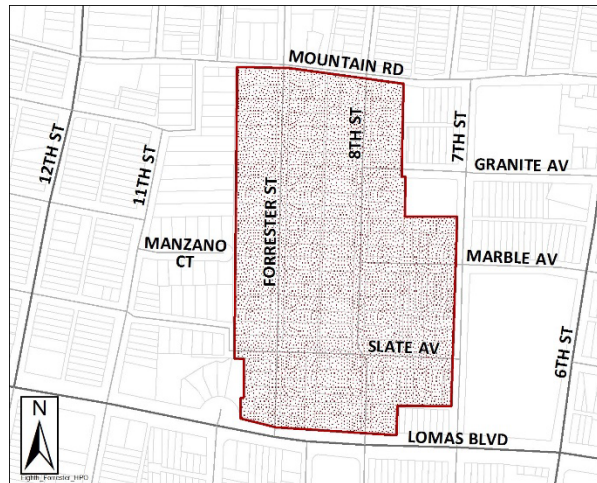 MOUNTAIN RD
12TH ST
11TH ST
8TH ST
7TH ST
GRANITE AV
FORRESTER ST
MANZANO
CT
MARBLE AV
SLATE AV
6TH ST
N
LOMAS BLVD
Eighth_Forrester_HPO